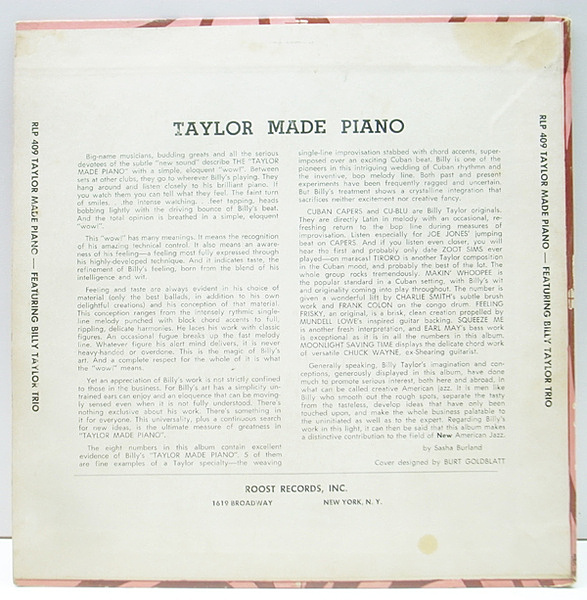 TAYLOR MADE PIANO
Big-name musicians, budding greats and all the serious
devotees of the subtle "new sound" describe THE "TAYLOR
MADE PIANO" with a simple, eloquent "wow!". Between
sets at other clubs, they go to wherever Billy's playing. They
hang around and listen closely to his brilliant piano. If
you watch them you can tell what they feel. The faint turn
of smiles. . .the intense watching. . . feet tapping, heads
bobbing lightly with the driving bounce of Billy's beat.
And the total opinion is breathed in a simple, eloquent
"wow!".
This "wow!" has many meanings. It means the recognition
of his amazing technical control. It also means an aware-
ness of his feeling—a feeling most fully expressed through
his highly-developed technique. And it indicates taste, the
refinement of Billy's feeling, born from the blend of his
intelligence and wit.
Feeling and taste are always evident in his choice of
material (only the best ballads, in addition to his own
delightful creations) and his conception of that material.
This conception ranges from the intensely rythmic single-
line melody punched with block chord accents to full,
rippling, delicate harmonies. He laces his work with classic
figures. An occasional fugue breaks up the fast melody
line. Whatever figure his alert mind devises it is never
heavy-handed or overdone. This is the magic of Billy's
art. And a complete respect for the whole of it is what
the "wow!" means.
Yet an appreciation of Billy's work is not strictly confined
to those in the business. For Billy's art has a simplicity un-
trained ears can enjoy and an eloquence that can be moving-
ly sensed even when it is not fully understood. There's
nothing exclusive about his work. There's something in
it for everyone. This universality, plus a continuous search
for new ideas, is the ultimate measure of greatness in
"TAYLOR MADE PIANO".
The eight numbers in this album contain excellent
evidence of Billy's "TAYLOR MADE PIANO". 5 of them
are fine examples of a Taylor specialty—the weaving
single-line improvisation stabbed with chord accents, super-
imposed over an exciting Cuban beat. Billy is one of the
pioneers in this intriguing wedding of Cuban rhythm and
the inventive, bop melody line. Both past and present
experiments have been frequently ragged and uncertain.
But Billy's treatment shows a crystalline integration that
sacrifices neither excitement nor creative fancy.
CUBAN CAPERS and CU-BLU are Billy Taylor originals.
They are directly Latin in melody with an occasional, re-
freshing return to the bop line during measures of
improvisation. Listen especially for JOE JONES' jumping
beat on CAPERS. And if you listen even closer, you will
hear the first and probably only date ZOOT SIMS ever
played—on maracas! TIRORO is another Taylor composition
in the Cuban mood, and probably the best of the lot. The
whole group rocks tremendously. MAKIN' WHOOPEE is
the popular standard in a Cuban setting, with Billy's wit
and originality coming into play throughout. The number is
given a wonderful lift by CHARLIE SMITH's subtle brush
work and FRANK COLON on the congo drum. FEELING
FRISKY, an original, is a brisk, clean creation propelled by
MUNDELL LOWE's inspired guitar backing. SQUEEZE ME
is another fresh interpretation, and EARL MAY's bass work
is exceptional as it is in all the numbers in this album.
MOONLIGHT SAVING TIME displays the delicate chord work
of versatile CHUCK WAYNE, ex-Shearing guitarist.
Generally speaking, Billy Taylor's imagination and con-
ceptions, generously displayed in this album, have done
much to promote serious interest, both here and abroad, in
what can be called creative American jazz. It is men like
Billy who smooth out the rough spots, separate the tasty
from the tasteless, develop ideas that have only been
touched upon, and make the whole business palatable to
the uninitiated as well as to the expert. Regarding Billy's
work in this light, it can then be said that this album makes
a distinctive contribution to the field of New American Jazz.
by Sasha Burland
Cover designed by BURT GOLDBLATT
ROOST RECORDS, INC.
1619 BROADWAY NEW YORK, N. Y.
RLP 409 TAYLOR MADE PIANO — FEATURING BILLY TAYLOR TRIO
RLP 409 TAYLOR MADE PIANO — FEATURING BILLY TAYLOR TRIO